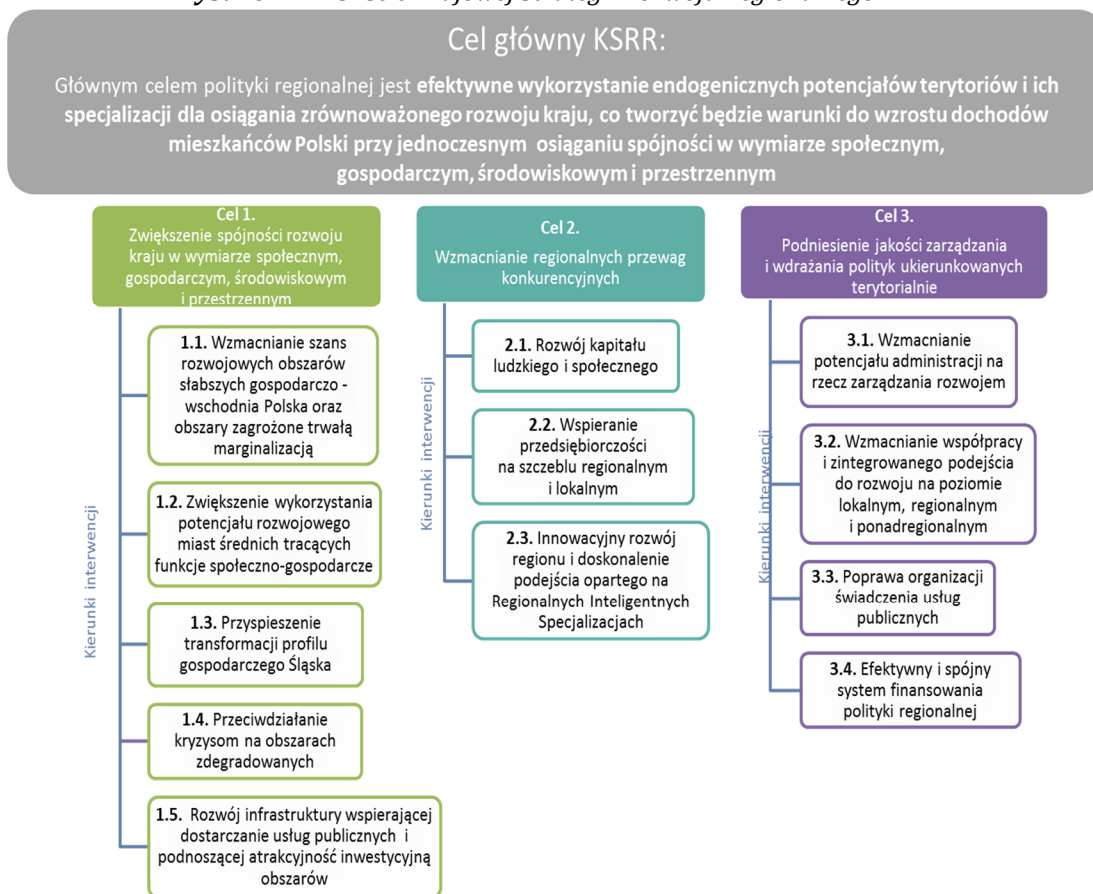 Cel główny KSRR:
Głównym celem polityki regionalnej jest efektywne wykorzystanie endogenicznych potencjałów terytoriów i ich
specjalizacji dla osiągania zrównoważonego rozwoju kraju, co tworzyć będzie warunki do wzrostu dochodów
mieszkańców Polski przy jednoczesnym osiąganiu spójności w wymiarze społecznym,
gospodarczym, środowiskowym i przestrzennym
Cel 1.
Zwiększenie spójności rozwoju
kraju w wymiarze społecznym,
gospodarczym, środowiskowym
i przestrzennym
Kierunki interwencji
1.1. Wzmacnianie szans
rozwojowych obszarów
słabszych gospodarczo -
wschodnia Polska oraz
obszary zagrożone trwałą
marginalizacją
1.2. Zwiększenie wykorzystania
potencjału rozwojowego
miast średnich tracących
funkcje społeczno-gospodarcze
1.3. Przyspieszenie
transformacji profilu
gospodarczego Śląska
1.4. Przeciwdziałanie
kryzysom na obszarach
zdegradowanych
1.5. Rozwój infrastruktury wspierającej
dostarczanie usług publicznych i
podnoszącej atrakcyjność inwestycyjną
obszarów
Cel 2.
Wzmacnianie regionalnych przewag
konkurencyjnych
Kierunki interwencji
2.1. Rozwój kapitału
ludzkiego i społecznego
2.2. Wspieranie
przedsiębiorczości
na szczeblu regionalnym
i lokalnym
2.3. Innowacyjny rozwój
regionu i doskonalenie
podejścia opartego na
Regionalnych Inteligentnych
Specjalizacjach
Cel 3.
Podniesienie jakości zarządzania
i wdrażania polityk ukierunkowanych
terytorialnie
Kierunki interwencji
3.1. Wzmacnianie
potencjału administracji na
rzecz zarządzania rozwojem
3.2. Wzmacnianie współpracy
i zintegrowanego podejścia
do rozwoju na poziomie
lokalnym, regionalnym
i ponadregionalnym
3.3. Poprawa organizacji
świadczenia usług
publicznych
3.4. Efektywny i spójny
system finansowania
polityki regionalnej